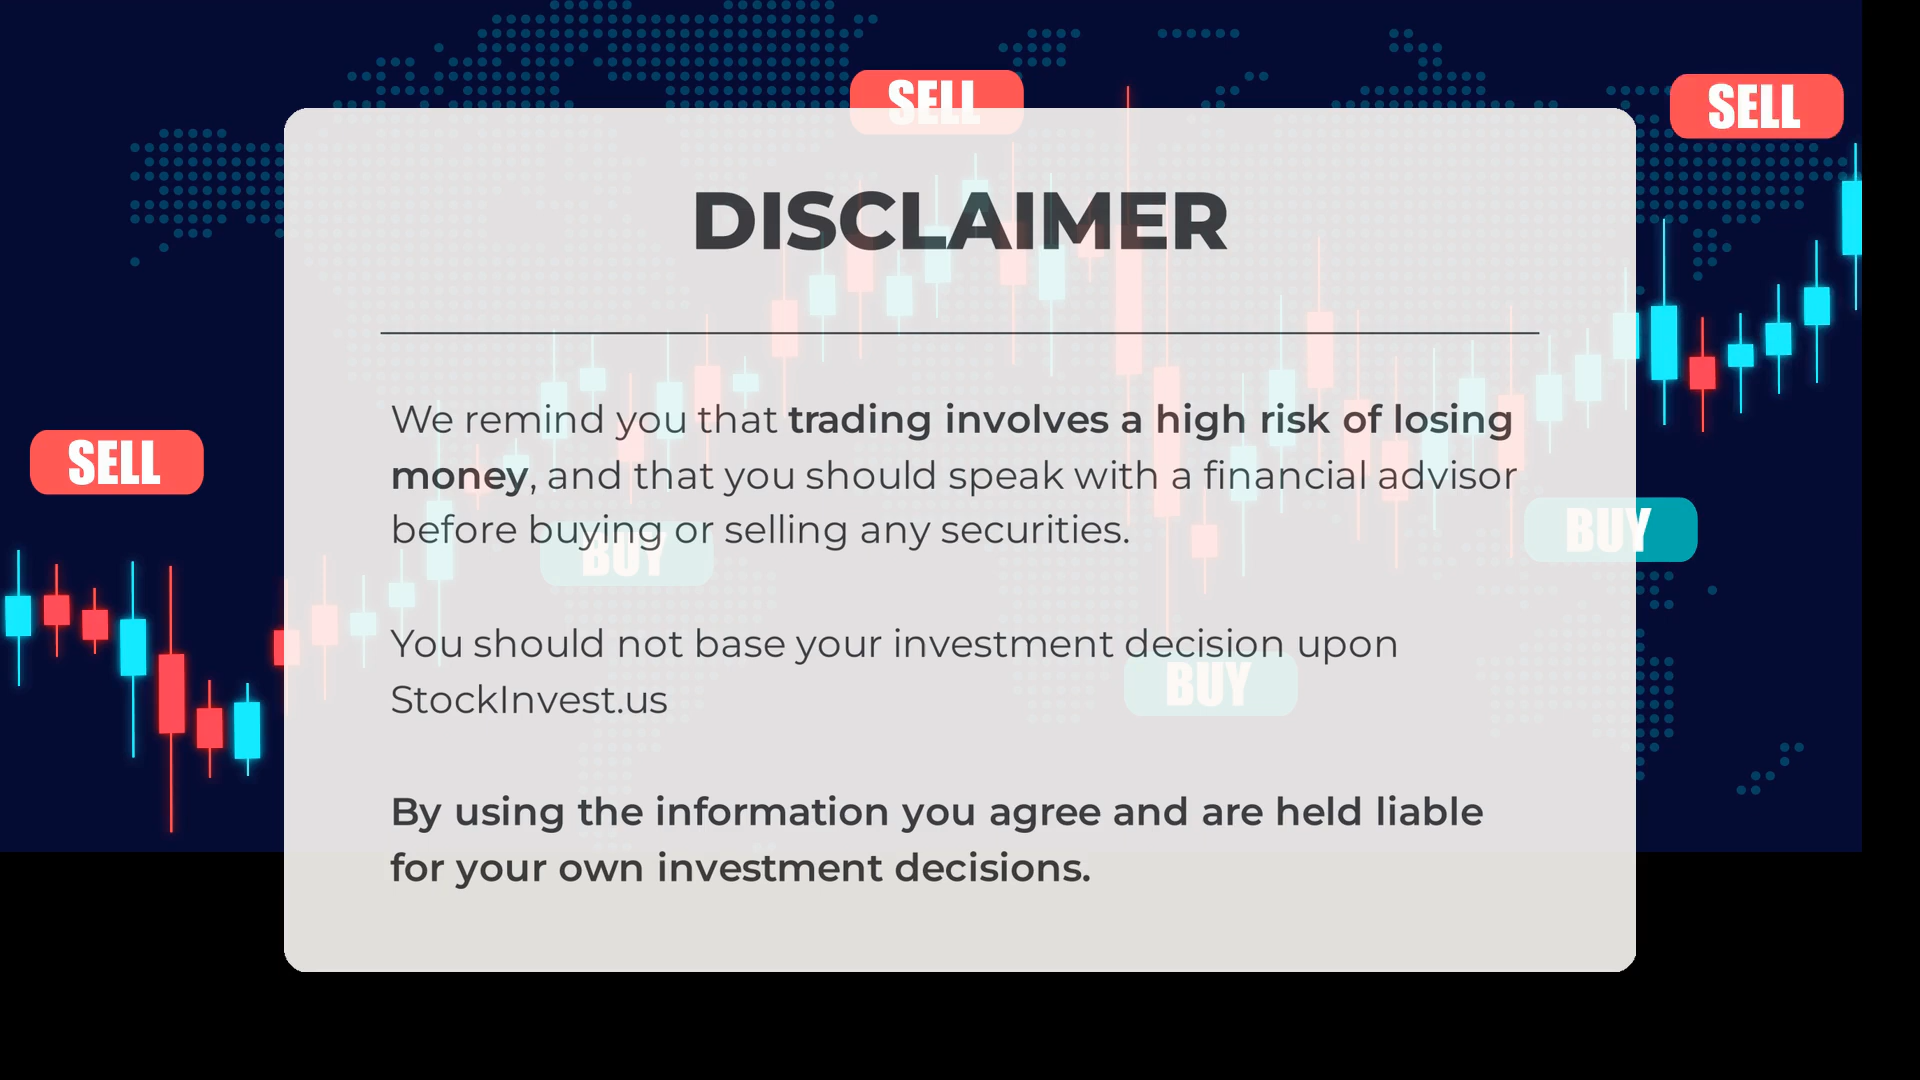 SELL
SELL
DISCLAIMER
We remind you that trading involves a high risk of losing
money, and that you should speak with a financial advisor
before buying or selling any securities.
SELL
BUY
BUY
You should not base your investment decision upon
StockInvest.us
BUY
By using the information you agree and are held liable
for your own investment decisions.